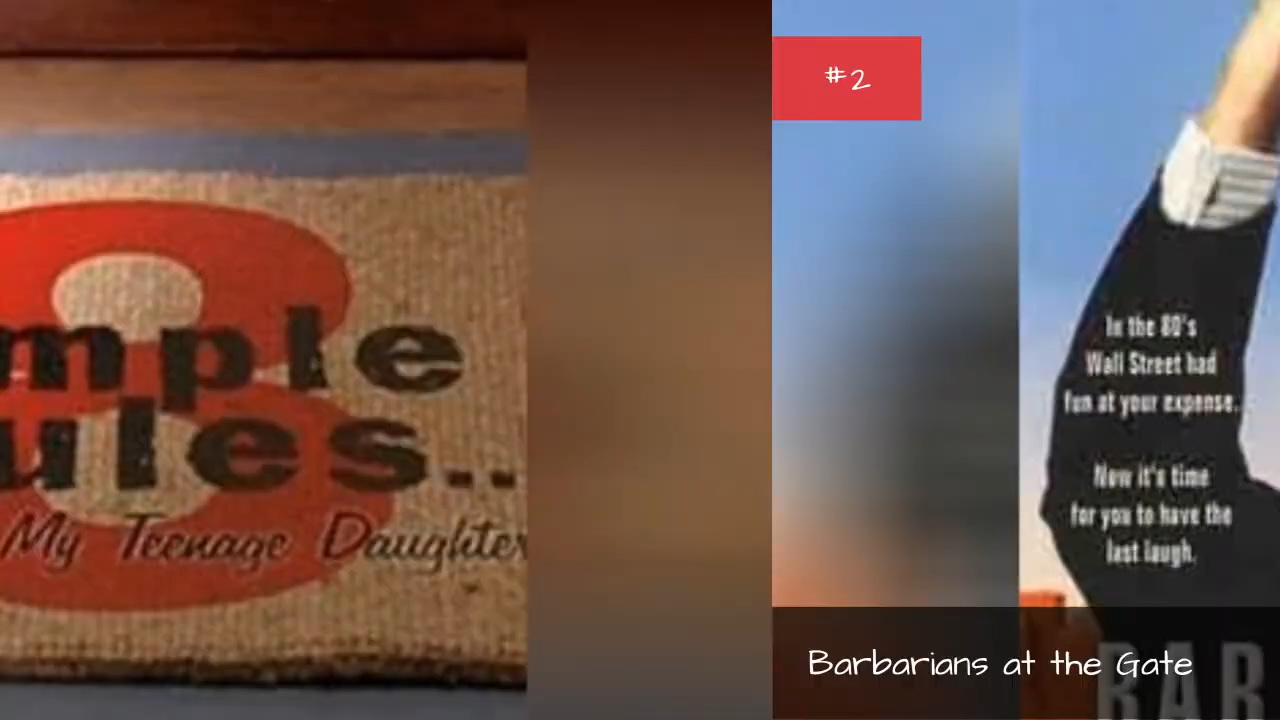 mple
ules...
My Teenage Daughter
#2
In the 80's
Wall Street had
fun at your expense.
Now it's time
for you to have the
last laugh.
BAR
Barbarians at the Gate